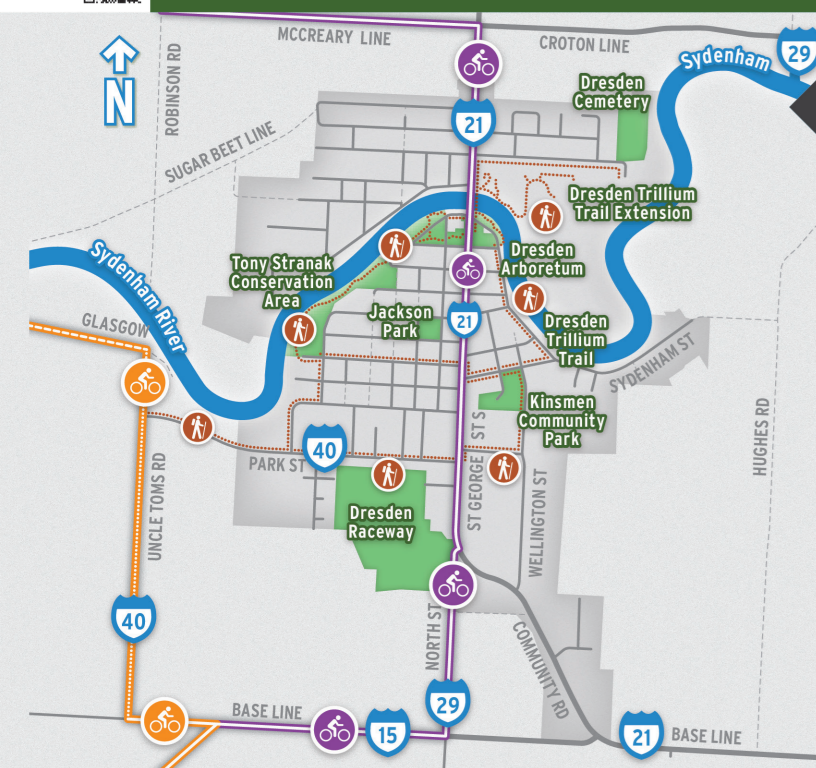 MCCREARY LINE
CROTON LINE
29
Sydenham
N
ROBINSON RD
Dresden
Cemetery
21
SUGAR BEET LINE
Dresden Trillium
Trail Extension
Sydenham River
Tony Stranak
Conservation
Area
Dresden
Arboretum
Jackson
Park
21
Dresden
Trillium
Trail
GLASGOW
SYDENHAM ST
Kinsmen
Community
Park
HUGHES RD
40
PARK ST
ST GEORGE ST S
WELLINGTON ST
UNCLE TOMS RD
Dresden
Raceway
40
NORTH ST
COMMUNITY RD
29
BASE LINE
15
21
BASE LINE